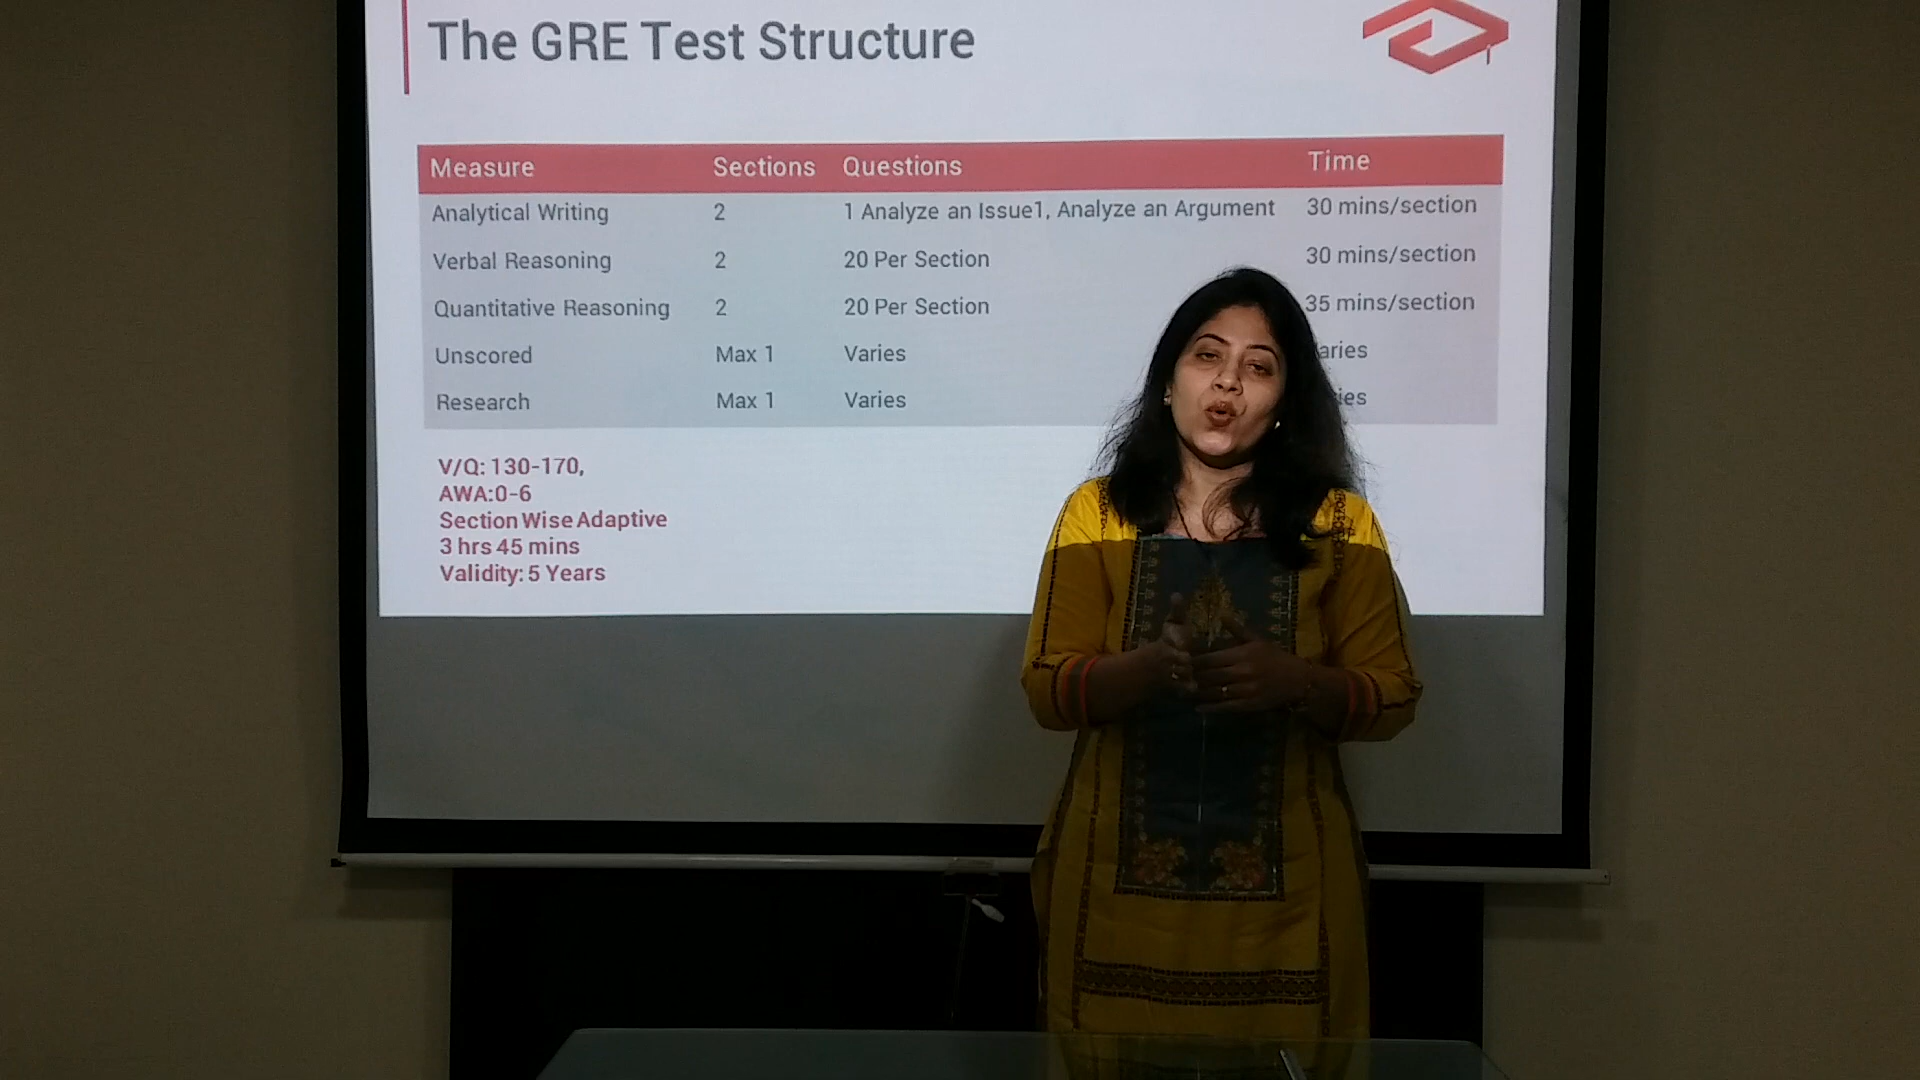 The GRE Test Structure
Measure Sections Questions Time
Analytical Writing 2 1 Analyze an Issue1, Analyze an Argument 30 mins/section
Verbal Reasoning 2 20 Per Section 30 mins/section
Quantitative Reasoning 2 20 Per Section 35 mins/section
Unscored Max 1 Varies
Research Max 1 Varies
V/Q: 130-170,
AWA:0-6
Section Wise Adaptive
3 hrs 45 mins
Validity: 5 Years